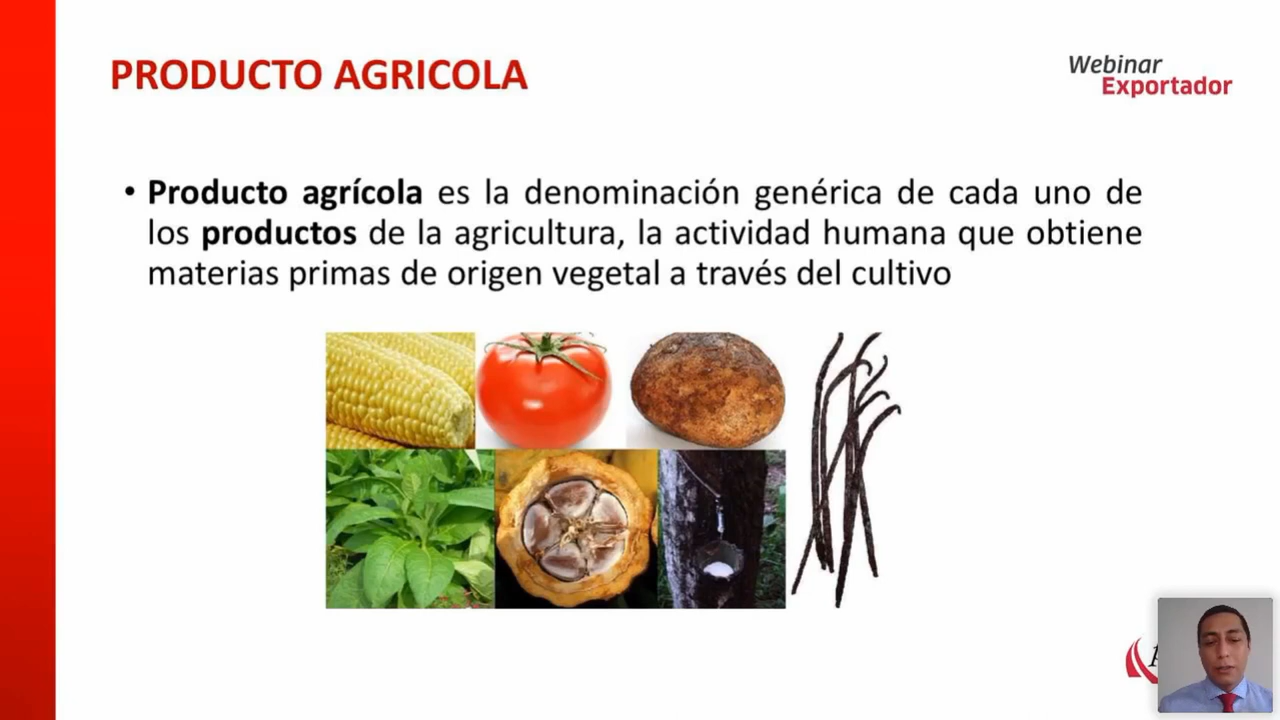 PRODUCTO AGRICOLA
Webinar
Exportador
• Producto agrícola es la denominación genérica de cada uno de
los productos de la agricultura, la actividad humana que obtiene
materias primas de origen vegetal a través del cultivo